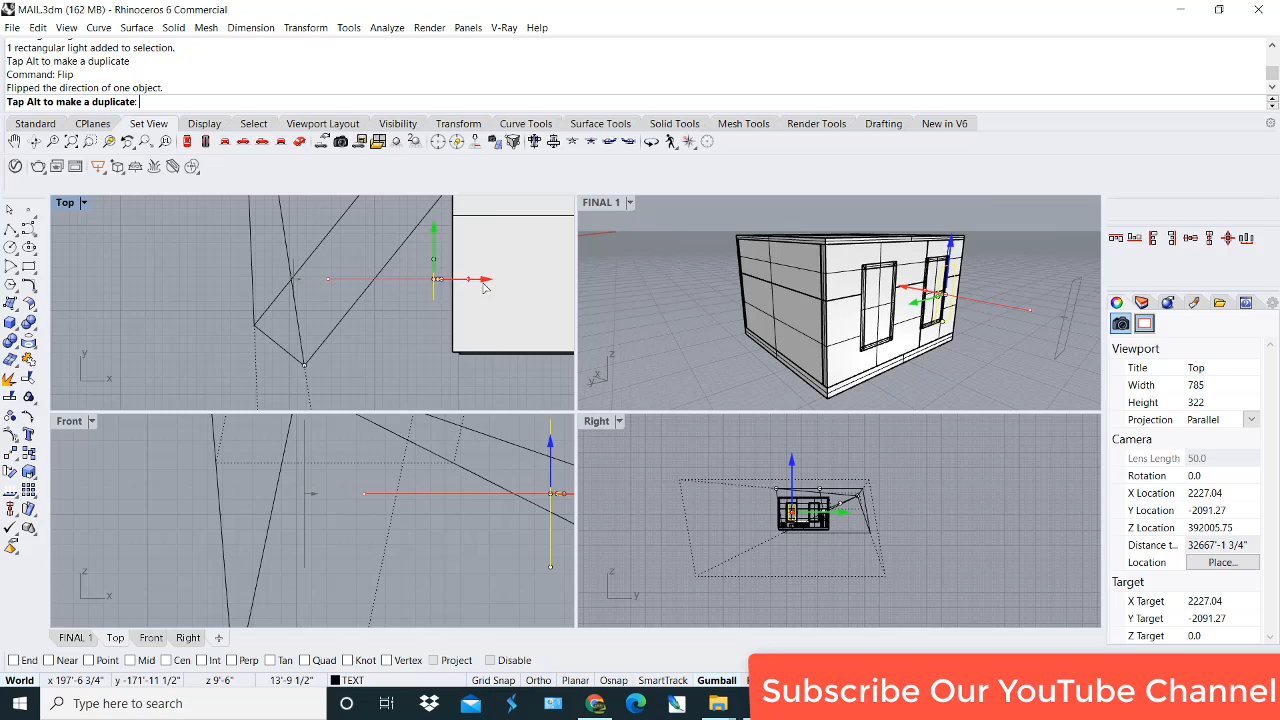 MAIL.3dm (162 MB) - Rhinoceros 6 Commercial
File Edit View Curve Surface Solid Mesh Dimension Transform Tools Analyze Render Panels V-Ray Help
1 rectangular light added to selection.
Tap Alt to make a duplicate
Command: Flip
Flipped the direction of one object.
Tap Alt to make a duplicate:
Standard CPlanes Set View Display Select Viewport Layout Visibility Transform Curve Tools Surface Tools Solid Tools Mesh Tools Render Tools Drafting New in V6
Top
FINAL 1
y
x
z
y
x
Front
Right
z
x
z
y
FINAL 1 Top Front Right
Viewport
Title Top
Width 785
Height 322
Projection Parallel
Camera
Lens Length 50.0
Rotation 0.0
X Location 2227.04
Y Location -2091.27
Z Location 392005.75
Distance t... 32667'-1 3/4"
Location Place...
Target
X Target 2227.04
Y Target -2091.27
Z Target 0.0
End Near Point Mid Cen Int Perp Tan Quad Knot Vertex Project Disable
World x 197'-6 3/4" y -171'-11 1/2" z 9'-6" 13'-9 1/2" TEXT Grid Snap Ortho Planar Osnap SmartTrack Gumball
Type here to search
Subscribe Our YouTube Channel